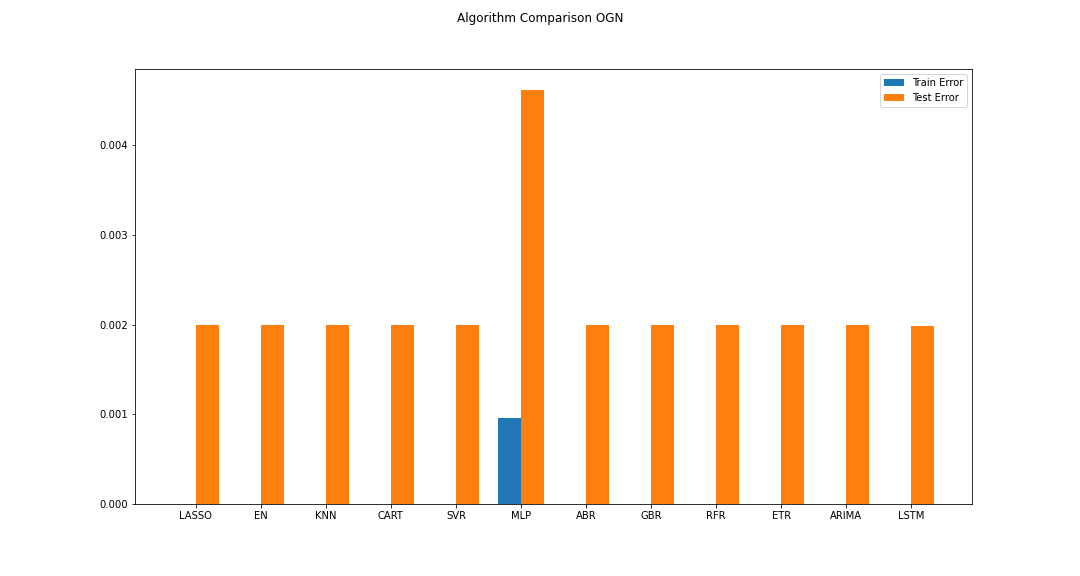 Algorithm Comparison OGN
Train Error
Test Error
0.004
0.003
0.002
0.001
0.000
LASSO EN KNN CART SVR MLP ABR GBR RFR ETR ARIMA LSTM